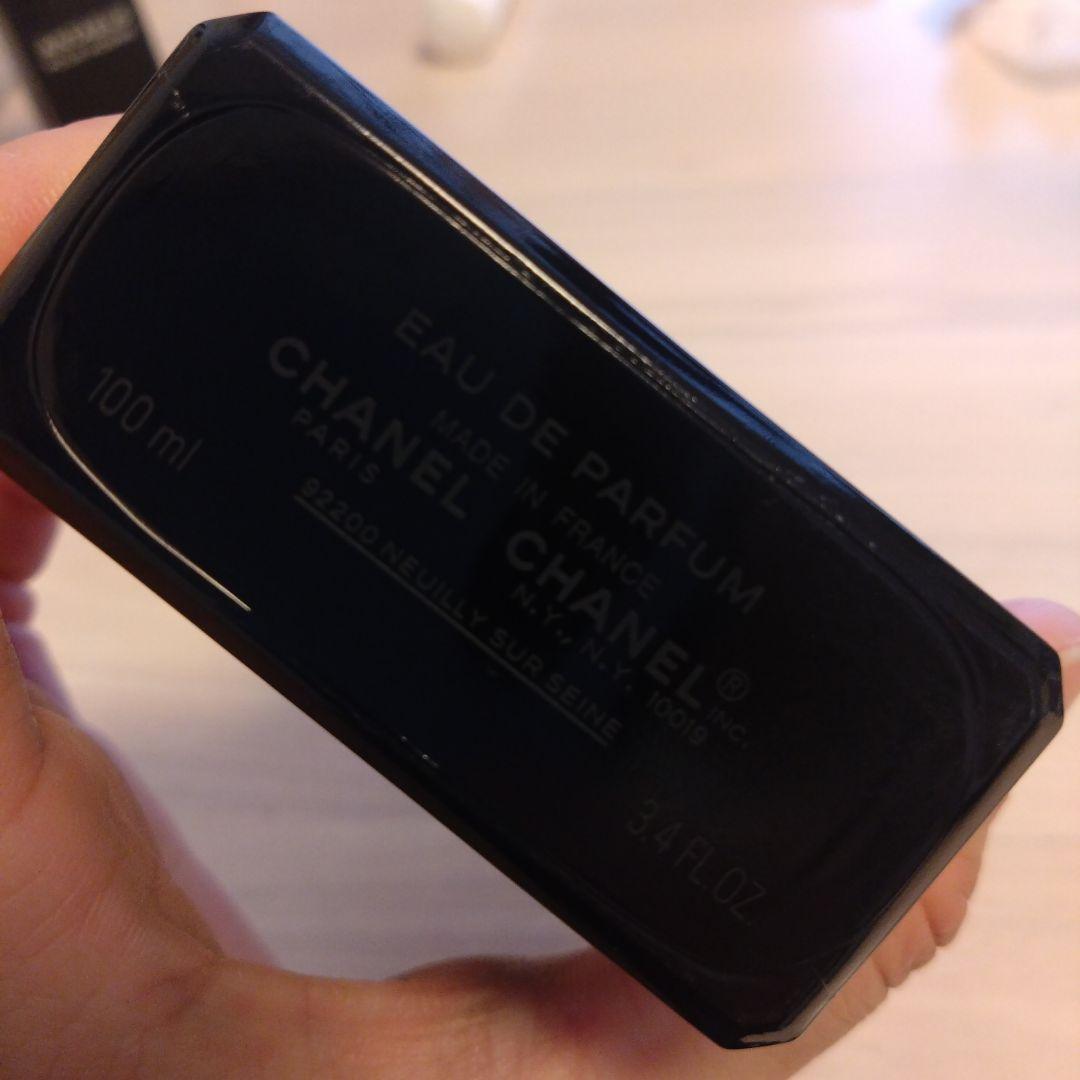 EAU DE PARFUM
MADE IN FRANCE
CHANEL CHANEL® INC.
PARIS N.Y., N.Y. 10019
92200 NEUILLY SUR SEINE
100 ml
3.4 FL.OZ